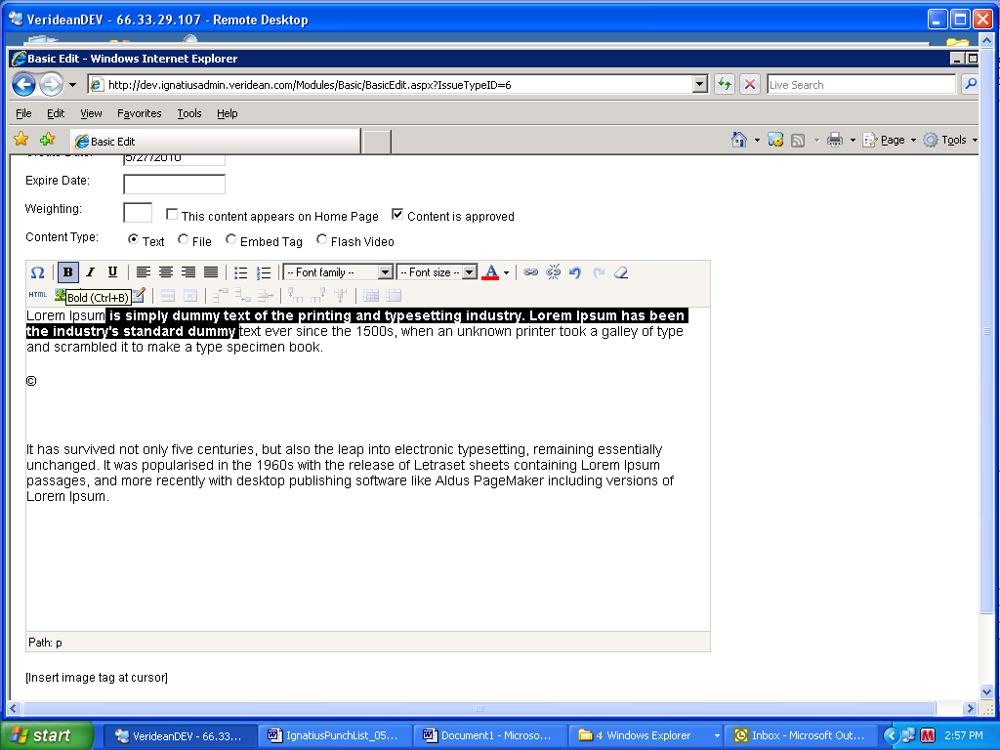 VerideanDEV - 66.33.29.107 - Remote Desktop
Basic Edit - Windows Internet Explorer
http://dev.ignatiusadmin.veridean.com/Modules/Basic/BasicEdit.aspx?IssueTypeID=6
Live Search
File Edit View Favorites Tools Help
Basic Edit
Page Tools
5/27/2010
Expire Date:
Weighting:
This content appears on Home Page Content is approved
Content Type: Text File Embed Tag Flash Video
Ω B I U -- Font family -- -- Font size -- A
HTML
Bold (Ctrl+B)
Lorem Ipsum is simply dummy text of the printing and typesetting industry. Lorem Ipsum has been
the industry's standard dummy text ever since the 1500s, when an unknown printer took a galley of type
and scrambled it to make a type specimen book.
©
It has survived not only five centuries, but also the leap into electronic typesetting, remaining essentially
unchanged. It was popularised in the 1960s with the release of Letraset sheets containing Lorem Ipsum
passages, and more recently with desktop publishing software like Aldus PageMaker including versions of
Lorem Ipsum.
Path: p
[Insert image tag at cursor]
start VerideanDEV - 66.33... IgnatiusPunchList_05... Document1 - Microso... 4 Windows Explorer Inbox - Microsoft Out... 2:57 PM